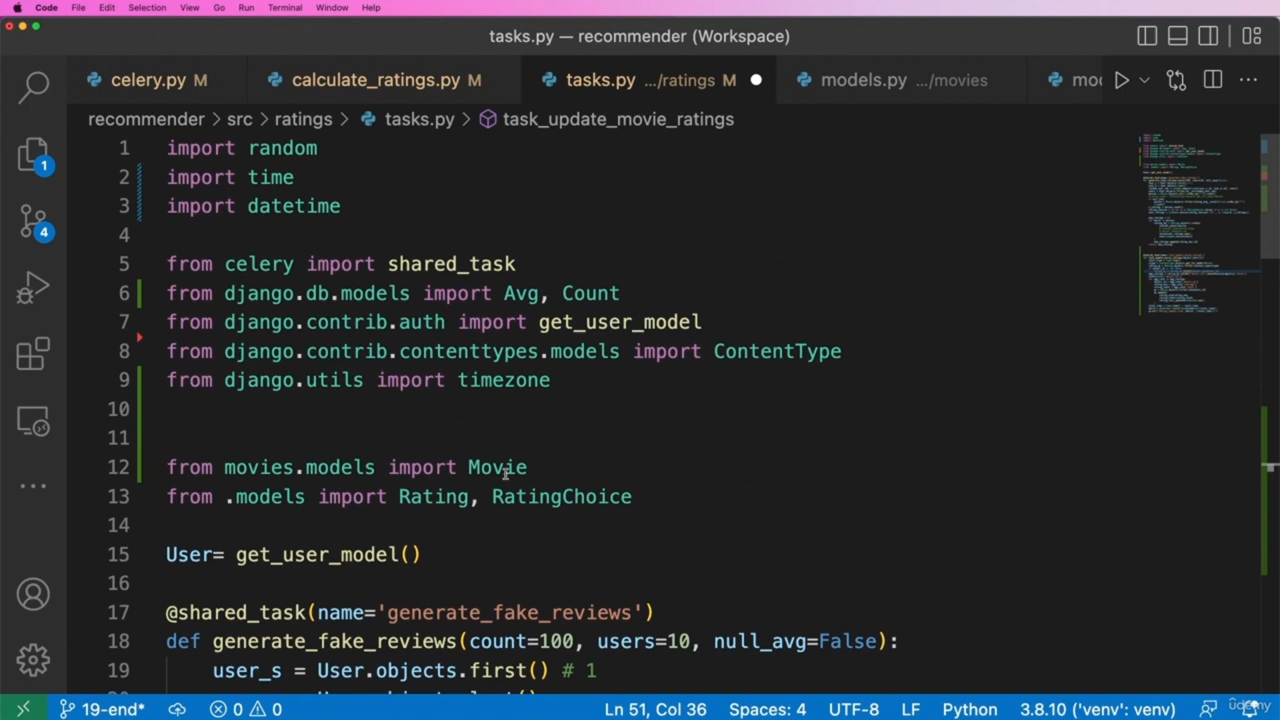 Code File Edit Selection View Go Run Terminal Window Help
tasks.py — recommender (Workspace)
celery.py M calculate_ratings.py M tasks.py .../ratings M models.py .../movies
recommender > src > ratings > tasks.py > task_update_movie_ratings
1 import random
2 import time
3 import datetime
4
5 from celery import shared_task
6 from django.db.models import Avg, Count
7 from django.contrib.auth import get_user_model
8 from django.contrib.contenttypes.models import ContentType
9 from django.utils import timezone
10
11
12 from movies.models import Movie
13 from .models import Rating, RatingChoice
14
15 User= get_user_model()
16
17 @shared_task(name='generate_fake_reviews')
18 def generate_fake_reviews(count=100, users=10, null_avg=False):
19 user_s = User.objects.first() # 1
1
4
19-end* 0 0 Ln 51, Col 36 Spaces: 4 UTF-8 LF Python 3.8.10 ('venv': venv)
udemy